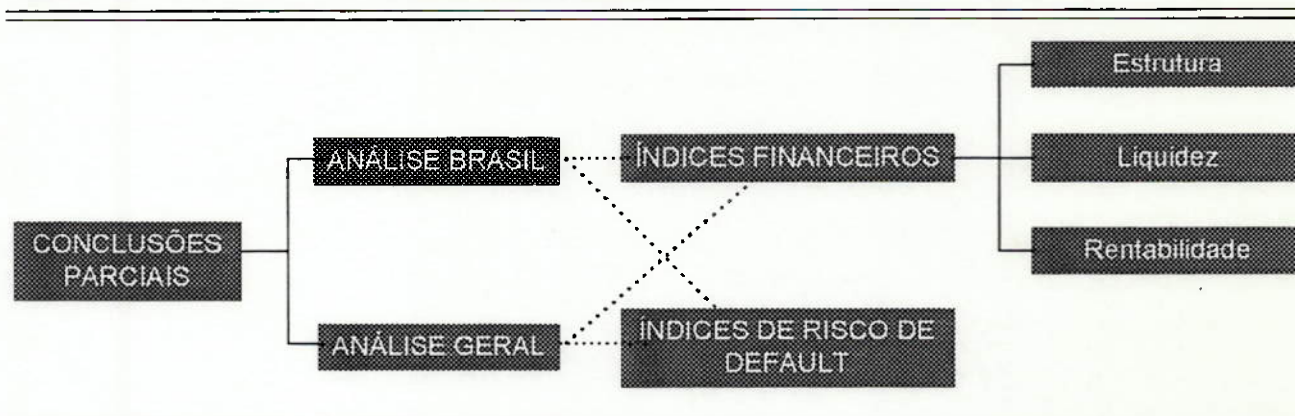 CONCLUSÕES
PARCIAIS
ANÁLISE BRASIL
ANÁLISE GERAL
ÍNDICES FINANCEIROS
ÍNDICES DE RISCO DE
DEFAULT
Estrutura
Liquidez
Rentabilidade